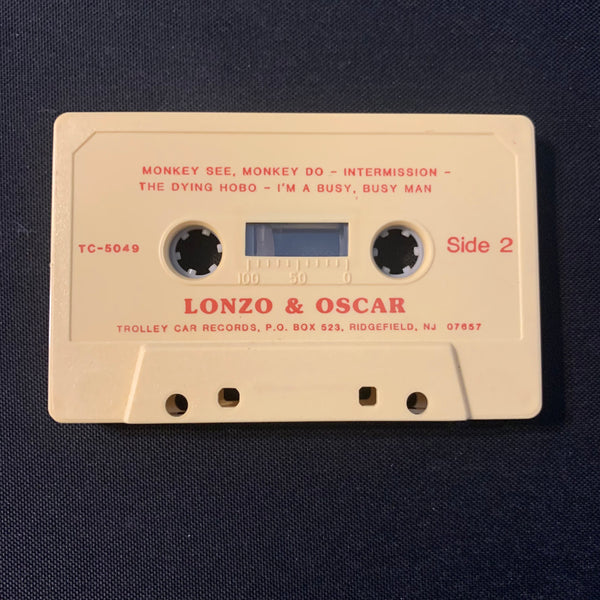 MONKEY SEE, MONKEY DO - INTERMISSION -
THE DYING HOBO - I'M A BUSY, BUSY MAN
TC-5049
Side 2
100 50 0
LONZO & OSCAR
TROLLEY CAR RECORDS, P.O. BOX 523, RIDGEFIELD, NJ 07657